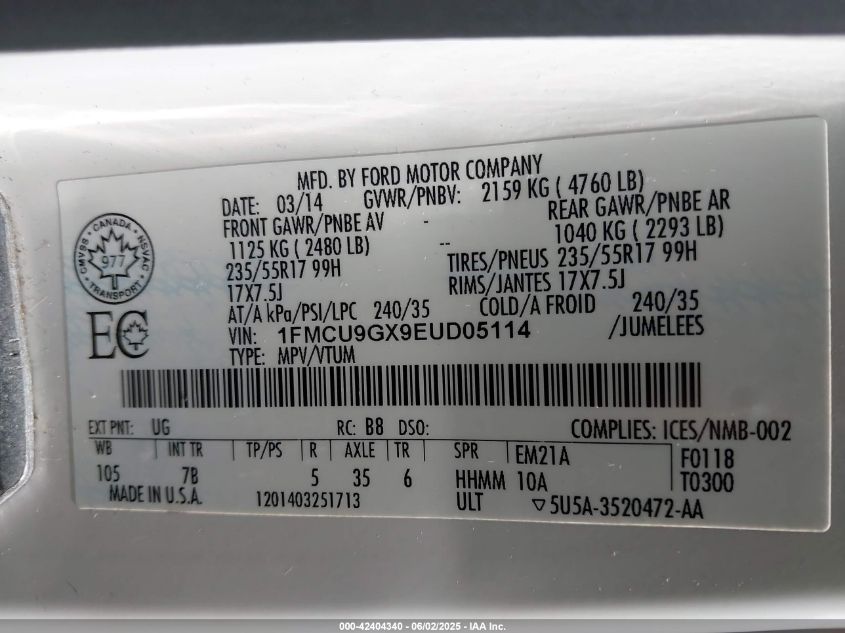 MFD. BY FORD MOTOR COMPANY
DATE: 03/14 GVWR/PNBV: 2159 KG ( 4760 LB)
FRONT GAWR/PNBE AV - REAR GAWR/PNBE AR
1125 KG ( 2480 LB) -- 1040 KG ( 2293 LB)
235/55R17 99H TIRES/PNEUS 235/55R17 99H
17X7.5J RIMS/JANTES 17X7.5J
AT/A kPa/PSI/LPC 240/35 COLD/A FROID 240/35
VIN: 1FMCU9GX9EUD05114 /JUMELEES
TYPE: MPV/VTUM
CANADA
CMVSS NSVAC
977
TRANSPORT
EC
EXT PNT: UG RC: B8 DSO: COMPLIES: ICES/NMB-002
WB INT TR TP/PS R AXLE TR SPR EM21A F0118
105 7B 5 35 6 HHMM 10A T0300
MADE IN U.S.A. 1201403251713 ULT ▽5U5A-3520472-AA
000-42404340 - 06/02/2025 - IAA Inc.